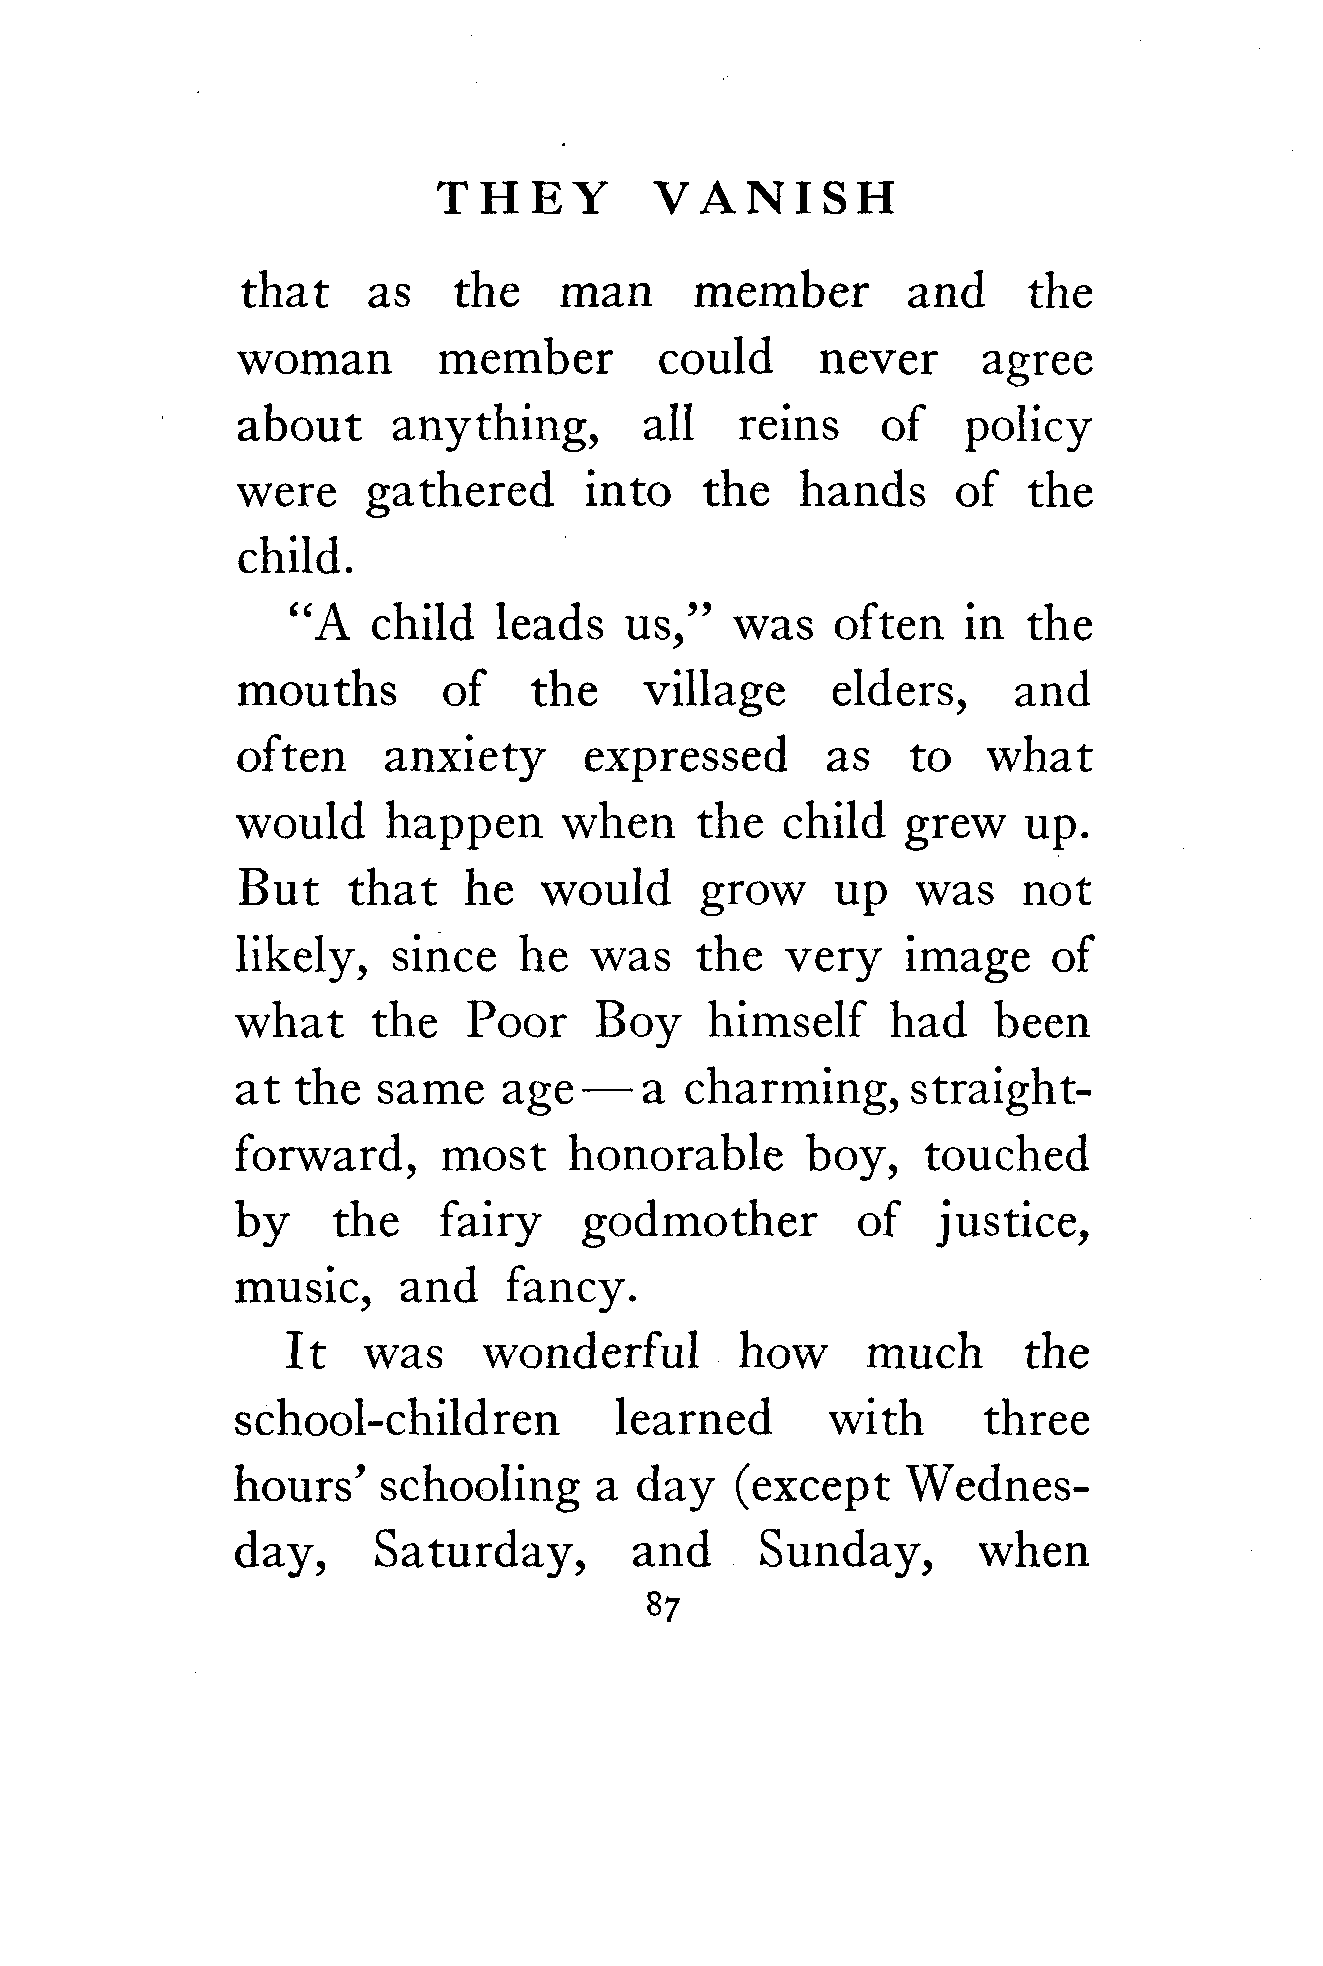 THEY VANISH
that as the man member and the
woman member could never agree
about anything, all reins of policy
were gathered into the hands of the
child.
“A child leads us,” was often in the
mouths of the village elders, and
often anxiety expressed as to what
would happen when the child grew up.
But that he would grow up was not
likely, since he was the very image of
what the Poor Boy himself had been
at the same age—a charming, straight-
forward, most honorable boy, touched
by the fairy godmother of justice,
music, and fancy.
It was wonderful how much the
school-children learned with three
hours’ schooling a day (except Wednes-
day, Saturday, and Sunday, when
87